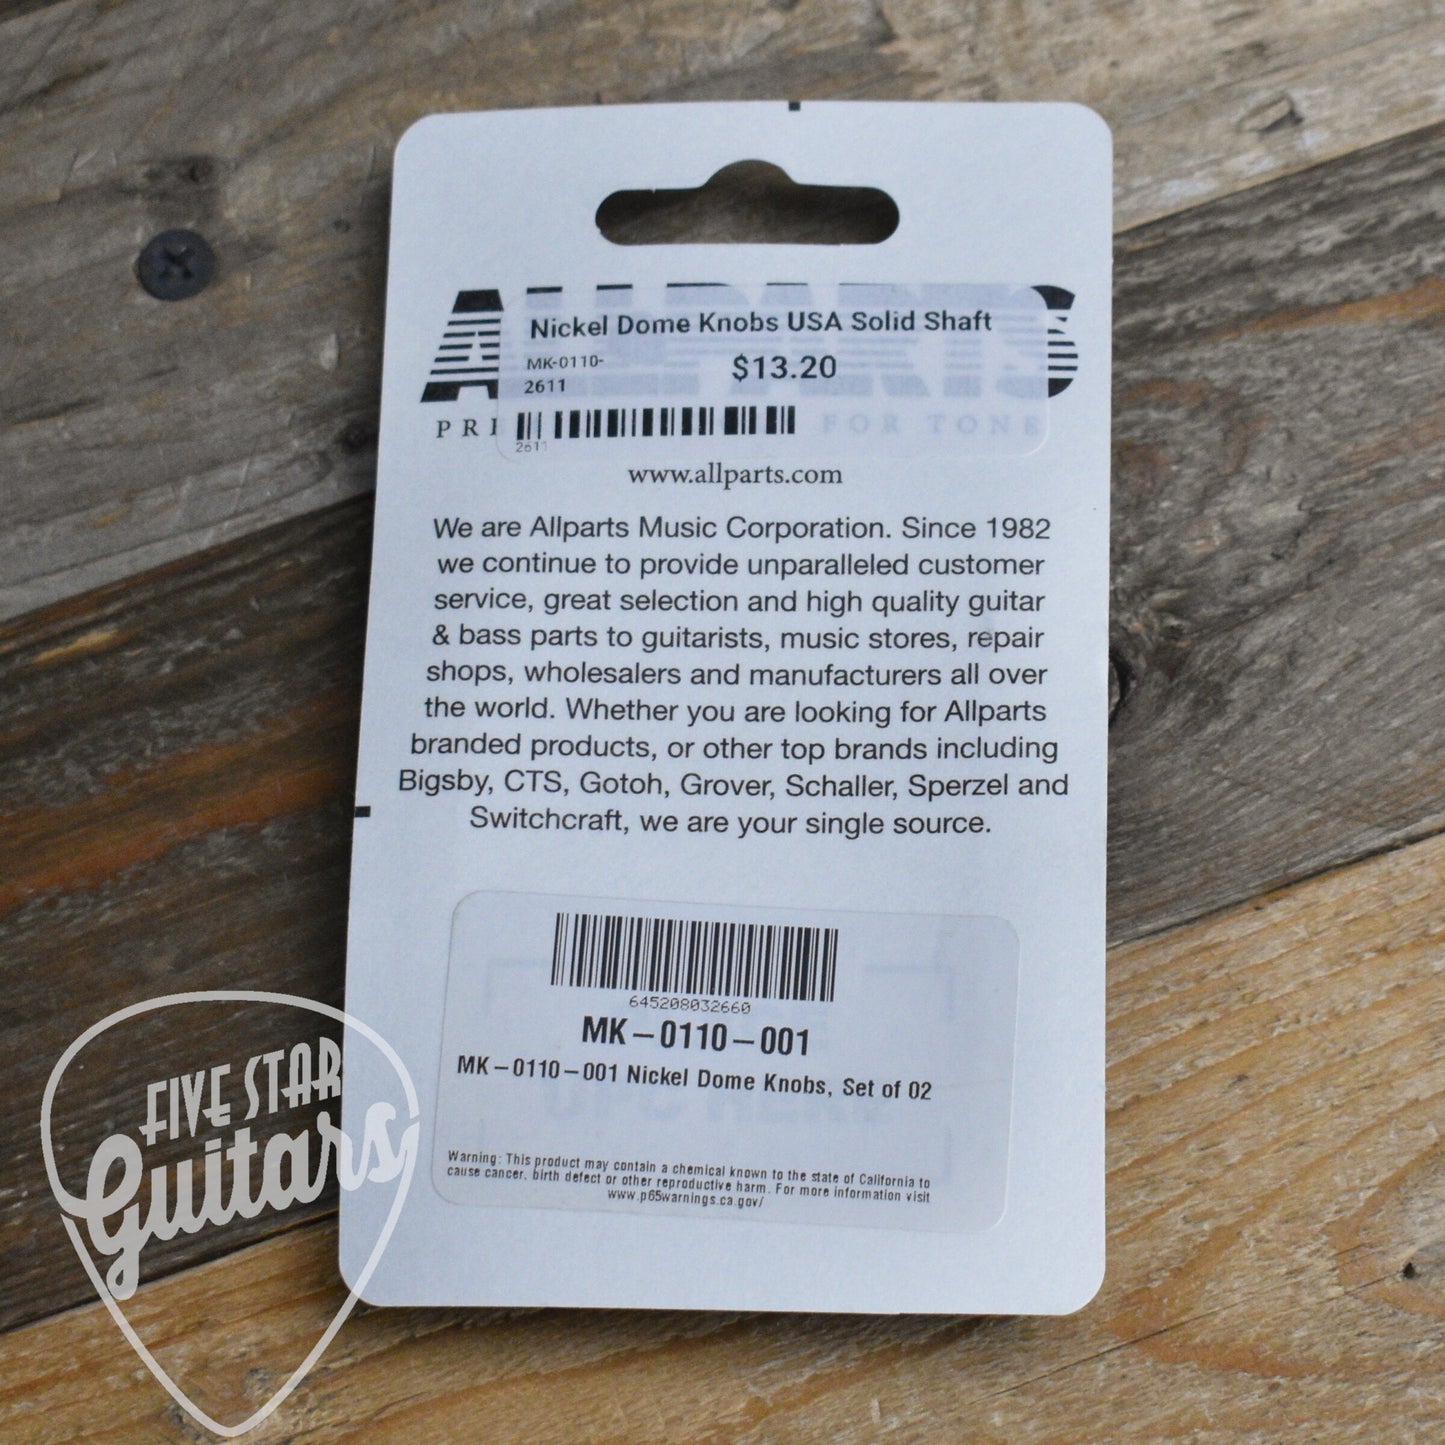 ALLPARTS
Nickel Dome Knobs USA Solid Shaft
MK-0110-
2611
$13.20
PRI FOR TONE
2611
www.allparts.com
We are Allparts Music Corporation. Since 1982
we continue to provide unparalleled customer
service, great selection and high quality guitar
& bass parts to guitarists, music stores, repair
shops, wholesalers and manufacturers all over
the world. Whether you are looking for Allparts
branded products, or other top brands including
Bigsby, CTS, Gotoh, Grover, Schaller, Sperzel and
Switchcraft, we are your single source.
645208032660
MK-0110-001
MK-0110-001 Nickel Dome Knobs, Set of 02
Warning: This product may contain a chemical known to the state of California to
cause cancer, birth defect or other reproductive harm. For more information visit
www.p65warnings.ca.gov/
FIVE STAR
Guitars